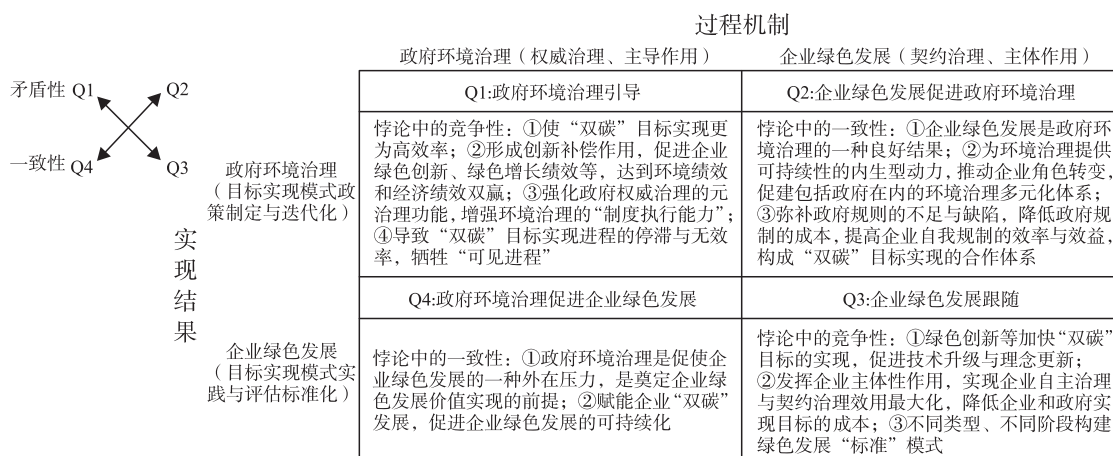 过程机制
政府环境治理（权威治理、主导作用）
企业绿色发展（契约治理、主体作用）
矛盾性 Q1
Q2
一致性 Q4
Q3
实现结果
政府环境治理
（目标实现模式政
策制定与迭代化）
Q1:政府环境治理引导
悖论中的竞争性：①使“双碳”目标实现更
为高效率；②形成创新补偿作用，促进企业
绿色创新、绿色增长绩效等，达到环境绩效
和经济绩效双赢；③强化政府权威治理的元
治理功能，增强环境治理的“制度执行能力”；
④导致“双碳”目标实现进程的停滞与无效
率，牺牲“可见进程”
Q2:企业绿色发展促进政府环境治理
悖论中的一致性：①企业绿色发展是政府环
境治理的一种良好结果；②为环境治理提供
可持续性的内生型动力，推动企业角色转变，
促建包括政府在内的环境治理多元化体系；
③弥补政府规则的不足与缺陷，降低政府规
制的成本，提高企业自我规制的效率与效益，
构成“双碳”目标实现的合作体系
企业绿色发展
（目标实现模式实
践与评估标准化）
Q4:政府环境治理促进企业绿色发展
悖论中的一致性：①政府环境治理是促使企
业绿色发展的一种外在压力，是奠定企业绿
色发展价值实现的前提；②赋能企业“双碳”
发展，促进企业绿色发展的可持续化
Q3:企业绿色发展跟随
悖论中的竞争性：①绿色创新等加快“双碳”
目标的实现，促进技术升级与理念更新；
②发挥企业主体性作用，实现企业自主治理
与契约治理效用最大化，降低企业和政府实
现目标的成本；③不同类型、不同阶段构建
绿色发展“标准”模式